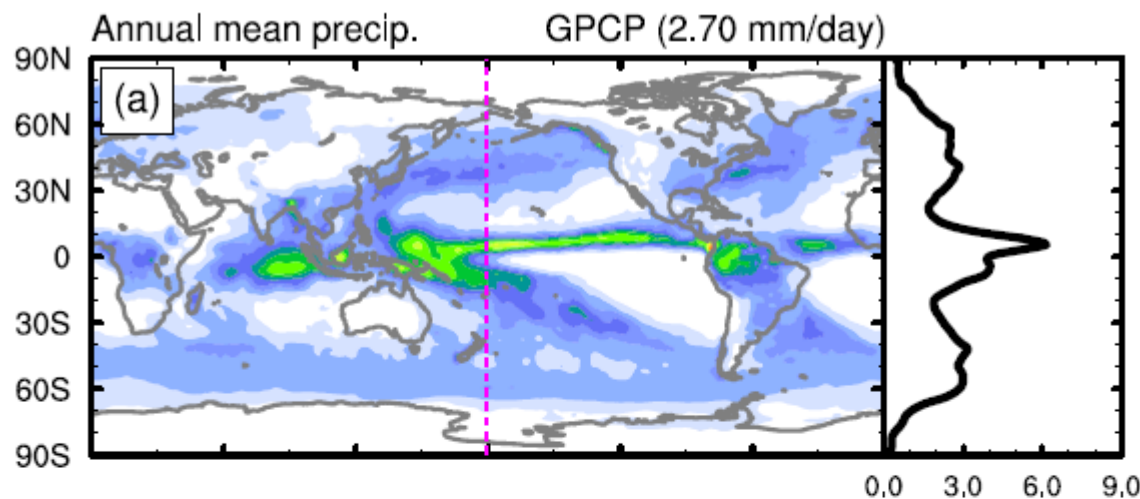 Annual mean precip. GPCP (2.70 mm/day)
90N
(a)
60N
30N
0
30S
60S
90S
0.0 3.0 6.0 9.0